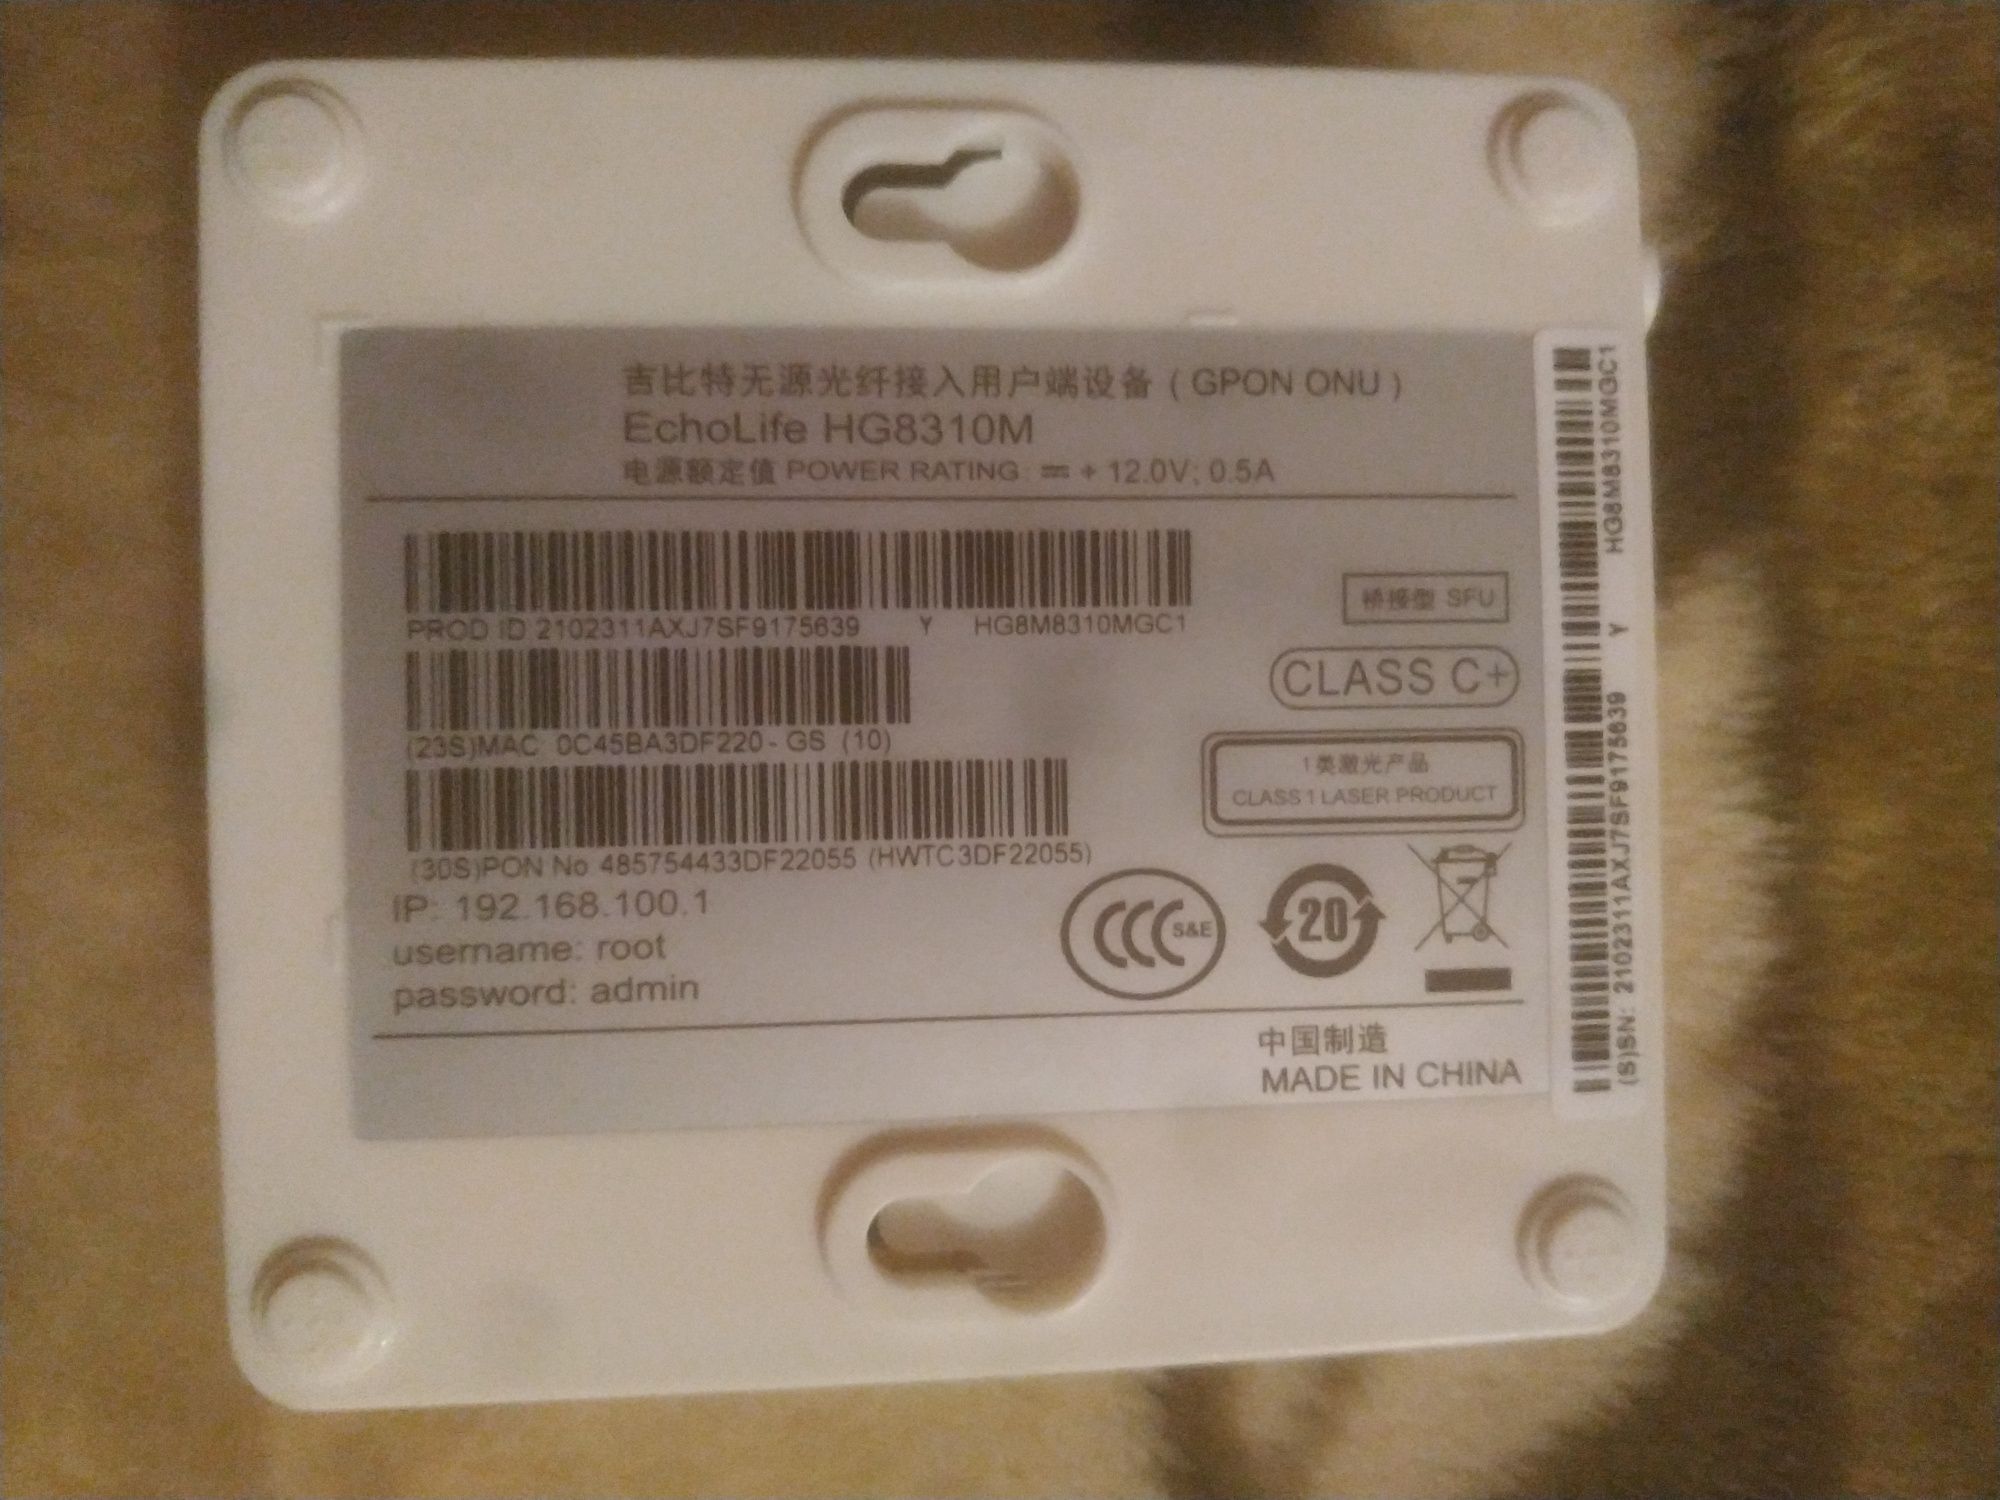 吉比特无源光纤接入用户端设备 ( GPON ONU )
EchoLife HG8310M
电源额定值 POWER RATING: ⎓ + 12.0V; 0.5A
PROD ID 2102311AXJ7SF9175639 Y HG8M8310MGC1
桥接型 SFU
(23S)MAC 0C45BA3DF220 - GS (10)
CLASS C+
1类激光产品
CLASS 1 LASER PRODUCT
(30S)PON No 485754433DF22055 (HWTC3DF22055)
IP: 192.168.100.1
username: root
password: admin
CCC S&E
20
中国制造
MADE IN CHINA
(S)SN: 2102311AXJ7SF9175639 Y HG8M8310MGC1